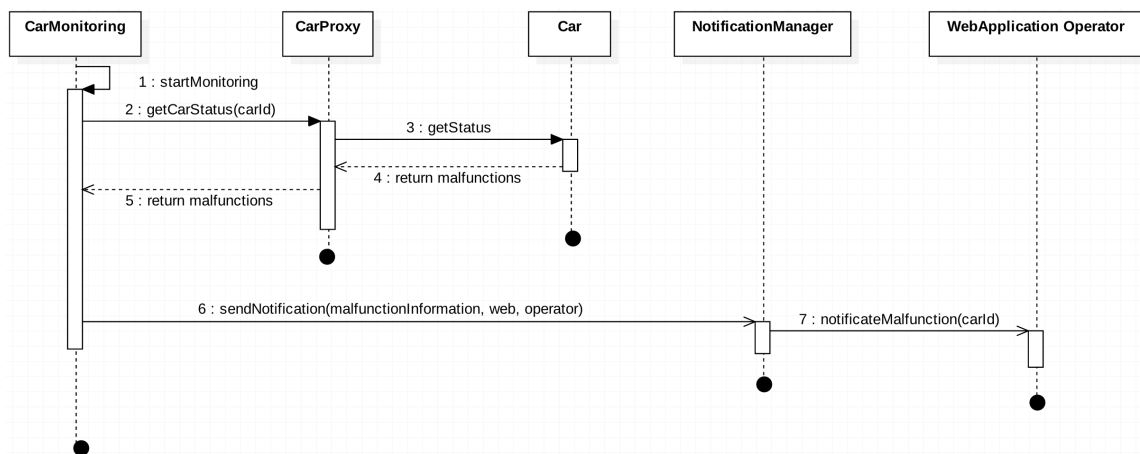 CarMonitoring
CarProxy
Car
NotificationManager
WebApplication Operator
1 : startMonitoring
2 : getCarStatus(carId)
3 : getStatus
4 : return malfunctions
5 : return malfunctions
6 : sendNotification(malfunctionInformation, web, operator)
7 : notificateMalfunction(carId)